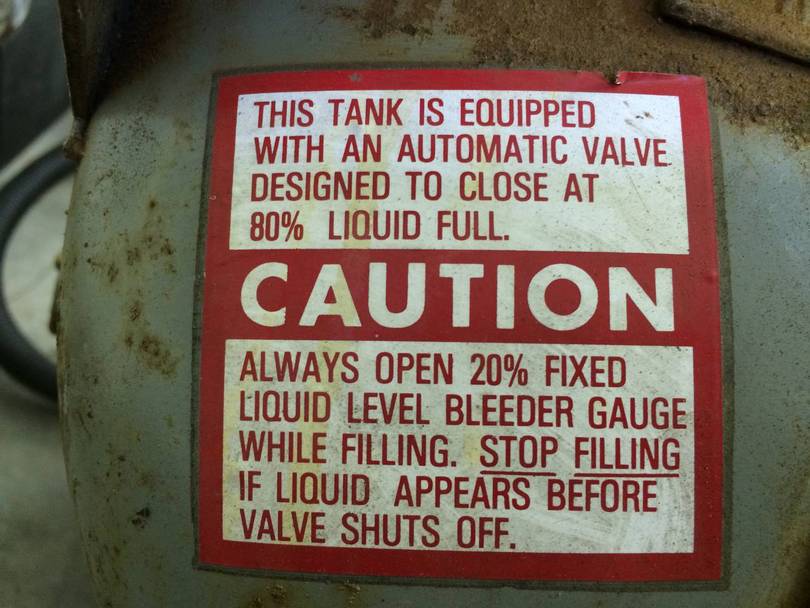 THIS TANK IS EQUIPPED
WITH AN AUTOMATIC VALVE
DESIGNED TO CLOSE AT
80% LIQUID FULL.
CAUTION
ALWAYS OPEN 20% FIXED
LIQUID LEVEL BLEEDER GAUGE
WHILE FILLING. STOP FILLING
IF LIQUID APPEARS BEFORE
VALVE SHUTS OFF.